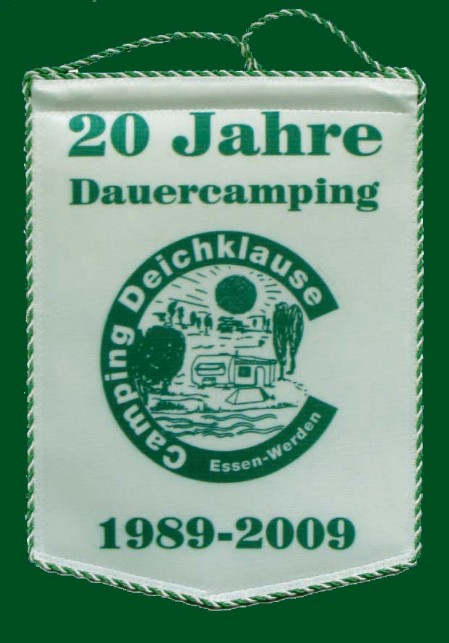 20 Jahre
Dauercamping
Camping Deichklause
Essen-Werden
1989-2009